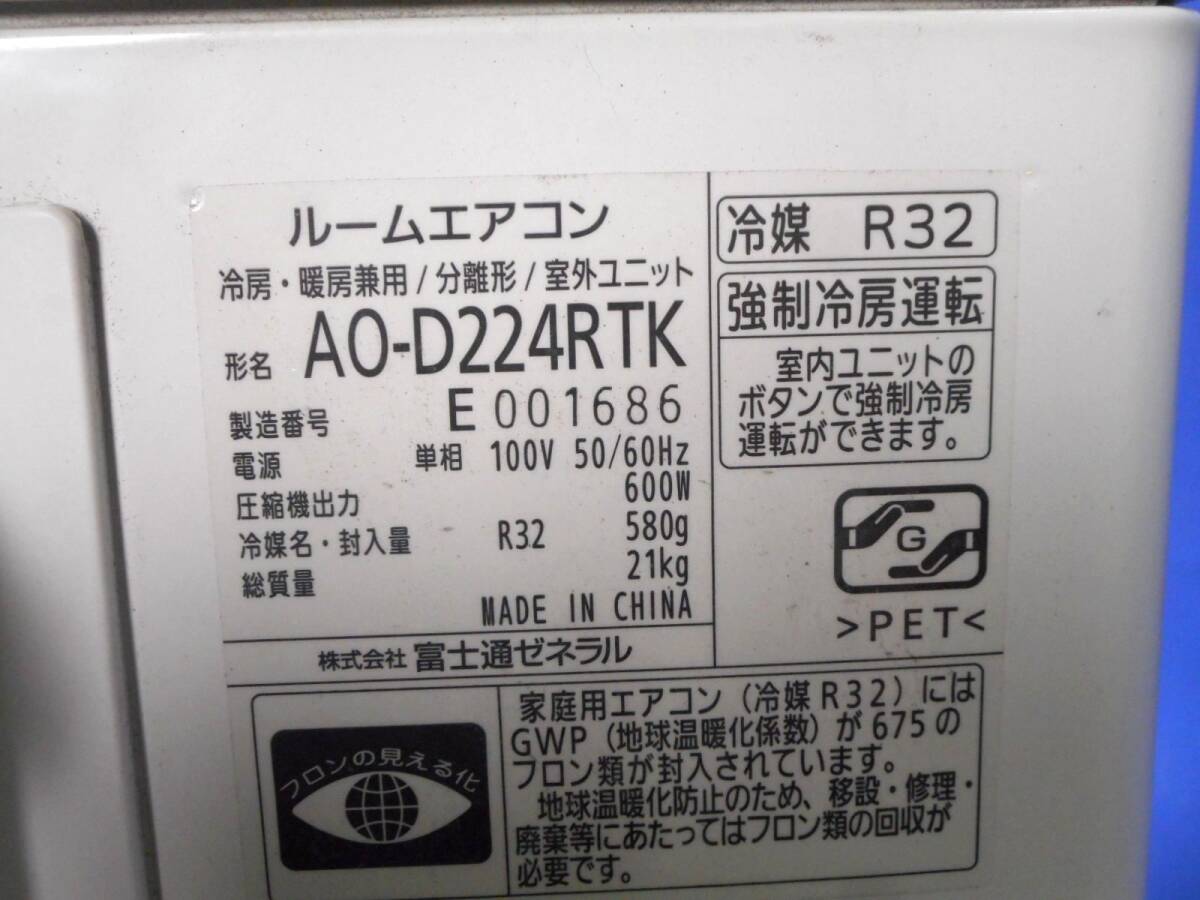 ルームエアコン
冷房・暖房兼用/分離形/室外ユニット
形名 AO-D224RTK
製造番号 E 001686
電源 単相 100V 50/60Hz
圧縮機出力 600W
冷媒名・封入量 R32 580g
総質量 21kg
MADE IN CHINA
株式会社 富士通ゼネラル
冷媒 R32
強制冷房運転
室内ユニットの
ボタンで強制冷房
運転ができます。
G
>PET<
フロンの見える化
家庭用エアコン(冷媒R32)には
GWP(地球温暖化係数)が675の
フロン類が封入されています。
地球温暖化防止のため、移設・修理・
廃棄等にあたってはフロン類の回収が
必要です。